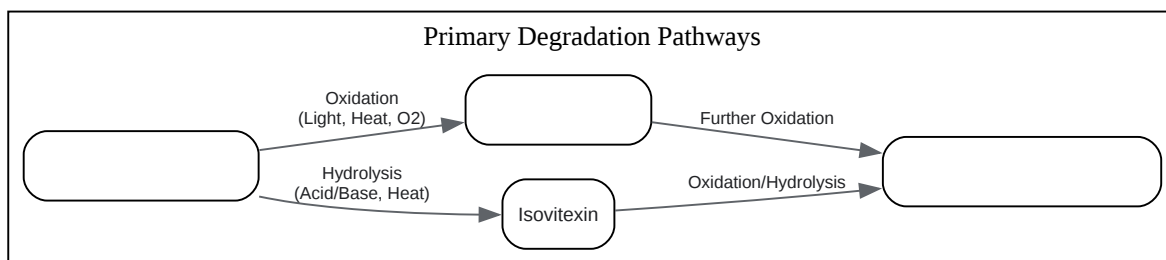 Primary Degradation Pathways
Oxidation
(Light, Heat, O2)
Further Oxidation
Hydrolysis
(Acid/Base, Heat)
Isovitexin
Oxidation/Hydrolysis